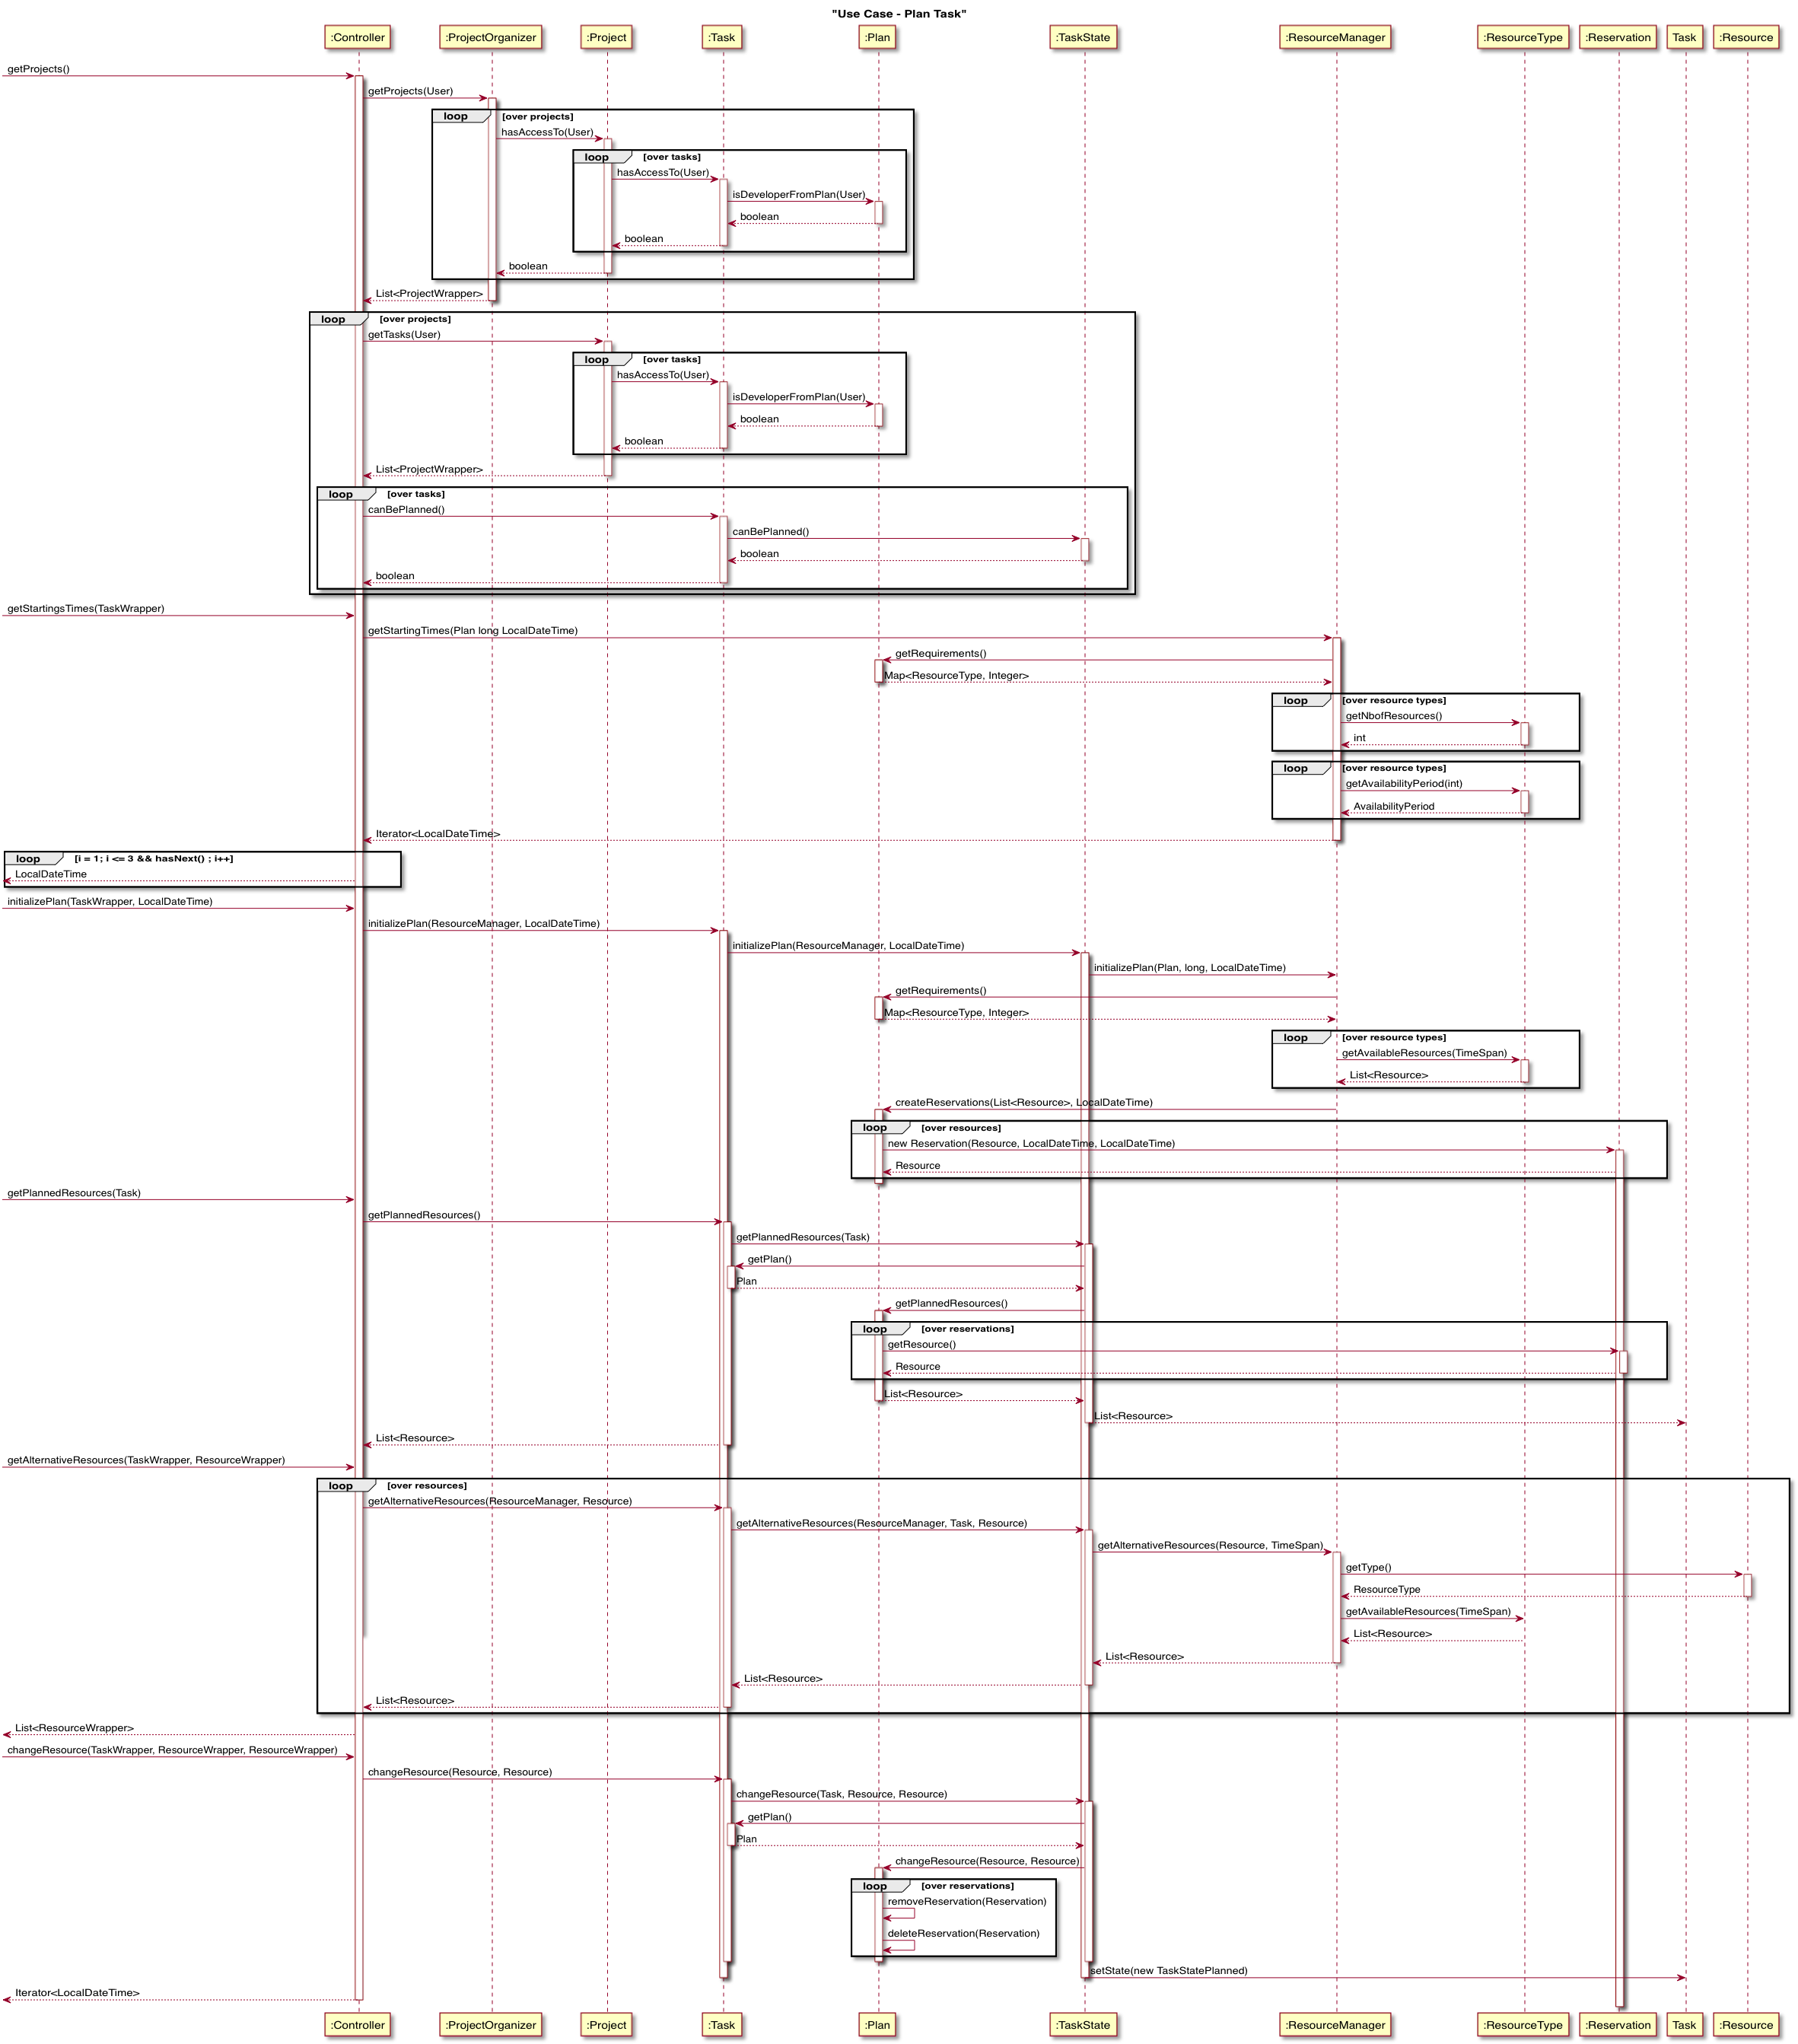 "Use Case - Plan Task"
:Controller
:ProjectOrganizer
:Project
:Task
:Plan
:TaskState
:ResourceManager
:ResourceType
:Reservation
Task
:Resource
getProjects()
getProjects(User)
loop [over projects]
hasAccessTo(User)
loop [over tasks]
hasAccessTo(User)
isDeveloperFromPlan(User)
boolean
boolean
boolean
List<ProjectWrapper>
loop [over projects]
getTasks(User)
loop [over tasks]
hasAccessTo(User)
isDeveloperFromPlan(User)
boolean
boolean
List<ProjectWrapper>
loop [over tasks]
canBePlanned()
canBePlanned()
boolean
boolean
getStartingsTimes(TaskWrapper)
getStartingTimes(Plan long LocalDateTime)
getRequirements()
Map<ResourceType, Integer>
loop [over resource types]
getNbofResources()
int
loop [over resource types]
getAvailabilityPeriod(int)
AvailabilityPeriod
Iterator<LocalDateTime>
loop [i = 1; i <= 3 && hasNext() ; i++]
LocalDateTime
initializePlan(TaskWrapper, LocalDateTime)
initializePlan(ResourceManager, LocalDateTime)
initializePlan(ResourceManager, LocalDateTime)
initializePlan(Plan, long, LocalDateTime)
getRequirements()
Map<ResourceType, Integer>
loop [over resource types]
getAvailableResources(TimeSpan)
List<Resource>
createReservations(List<Resource>, LocalDateTime)
loop [over resources]
new Reservation(Resource, LocalDateTime, LocalDateTime)
Resource
getPlannedResources(Task)
getPlannedResources()
getPlannedResources(Task)
getPlan()
Plan
getPlannedResources()
loop [over reservations]
getResource()
Resource
List<Resource>
List<Resource>
List<Resource>
getAlternativeResources(TaskWrapper, ResourceWrapper)
loop [over resources]
getAlternativeResources(ResourceManager, Resource)
getAlternativeResources(ResourceManager, Task, Resource)
getAlternativeResources(Resource, TimeSpan)
getType()
ResourceType
getAvailableResources(TimeSpan)
List<Resource>
List<Resource>
List<Resource>
List<Resource>
List<ResourceWrapper>
changeResource(TaskWrapper, ResourceWrapper, ResourceWrapper)
changeResource(Resource, Resource)
changeResource(Task, Resource, Resource)
getPlan()
Plan
changeResource(Resource, Resource)
loop [over reservations]
removeReservation(Reservation)
deleteReservation(Reservation)
setState(new TaskStatePlanned)
Iterator<LocalDateTime>
:Controller
:ProjectOrganizer
:Project
:Task
:Plan
:TaskState
:ResourceManager
:ResourceType
:Reservation
Task
:Resource